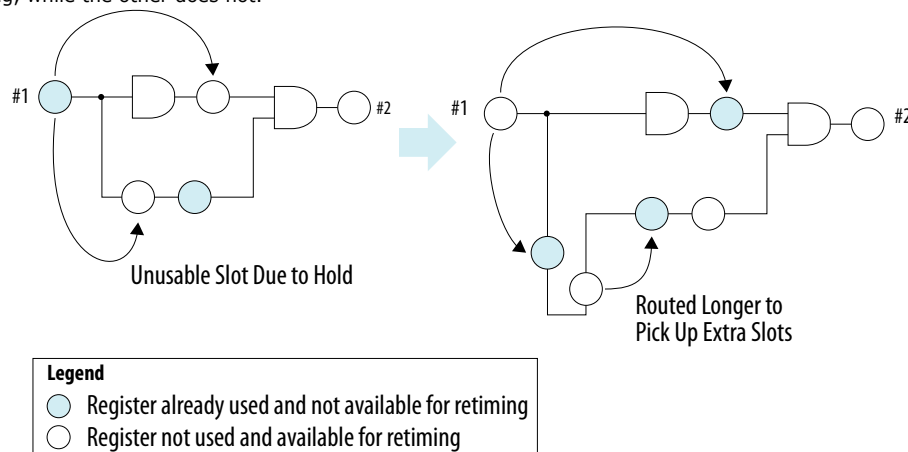 g, while the other does not.
#1
#2
#1
#2
Unusable Slot Due to Hold
Routed Longer to
Pick Up Extra Slots
Legend
Register already used and not available for retiming
Register not used and available for retiming